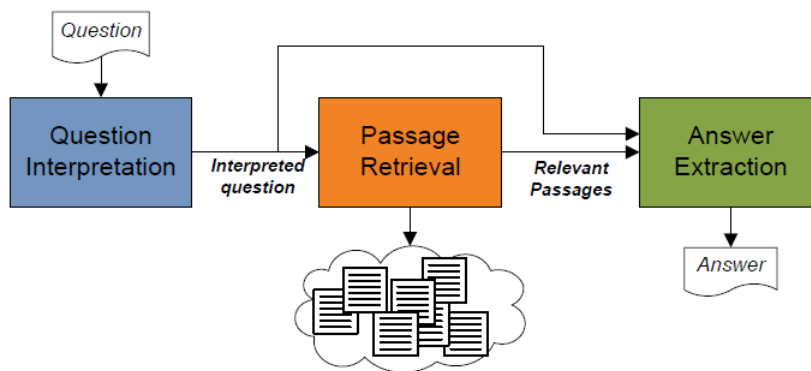 Question
Question
Interpretation
Interpreted
question
Passage
Retrieval
Relevant
Passages
Answer
Extraction
Answer